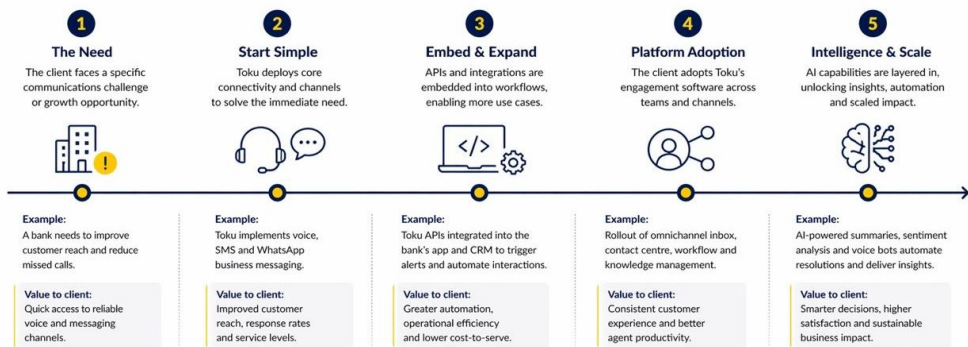 1
The Need
The client faces a specific
communications challenge
or growth opportunity.
!
Example:
A bank needs to improve
customer reach and reduce
missed calls.
Value to client:
Quick access to reliable
voice and messaging
channels.
2
Start Simple
Toku deploys core
connectivity and channels
to solve the immediate need.
Example:
Toku implements voice,
SMS and WhatsApp
business messaging.
Value to client:
Improved customer
reach, response rates
and service levels.
3
Embed & Expand
APIs and integrations are
embedded into workflows,
enabling more use cases.
</>
Example:
Toku APIs integrated into the
bank's app and CRM to trigger
alerts and automate interactions.
Value to client:
Greater automation,
operational efficiency
and lower cost-to-serve.
4
Platform Adoption
The client adopts Toku's
engagement software across
teams and channels.
Example:
Rollout of omnichannel inbox,
contact centre, workflow and
knowledge management.
Value to client:
Consistent customer
experience and better
agent productivity.
5
Intelligence & Scale
AI capabilities are layered in,
unlocking insights, automation
and scaled impact.
Example:
AI-powered summaries, sentiment
analysis and voice bots automate
resolutions and deliver insights.
Value to client:
Smarter decisions, higher
satisfaction and sustainable
business impact.